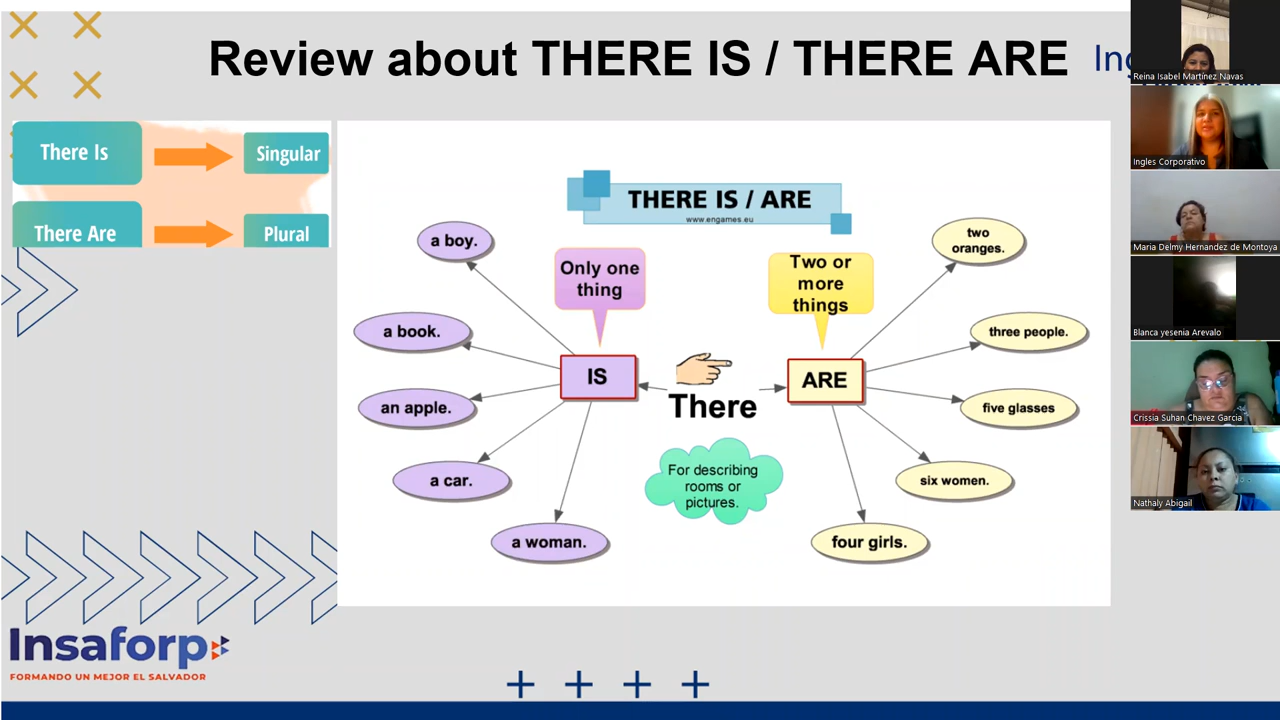 Review about THERE IS / THERE ARE
There Is
Singular
There Are
Plural
THERE IS / ARE
www.engames.eu
a boy.
Only one
thing
Two or
more
things
two
oranges.
a book.
three people.
IS
There
ARE
an apple.
five glasses
a car.
For describing
rooms or
pictures.
six women.
a woman.
four girls.
Insaforp
FORMANDO UN MEJOR EL SALVADOR
Reina Isabel Martínez Navas
Ingles Corporativo
Maria Delmy Hernandez de Montoya
Blanca yesenia Arevalo
Crissia Suhan Chavez Garcia
Nathaly Abigail